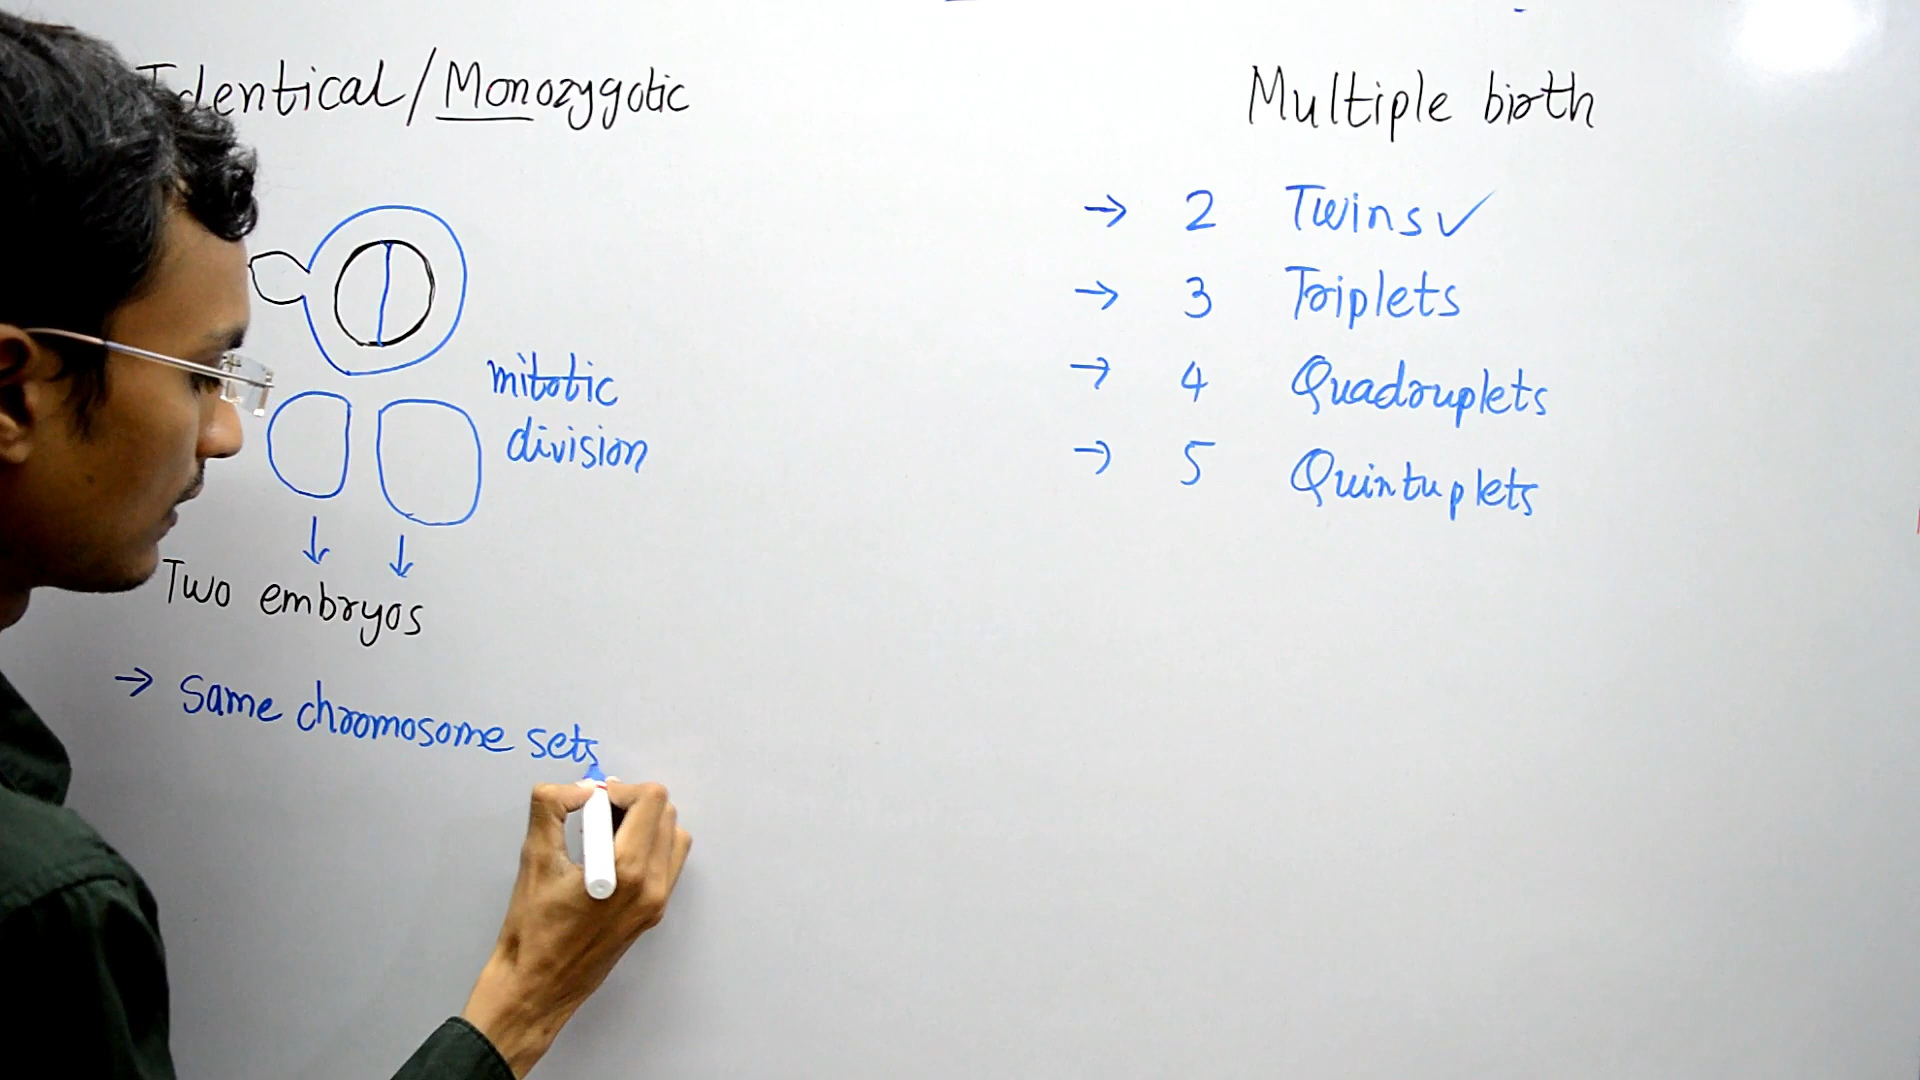 Identical/Monozygotic
mitotic
division
Two embryos
→ Same chromosome sets
Multiple birth
→ 2 Twins ✓
→ 3 Triplets
→ 4 Quadruplets
→ 5 Quintuplets